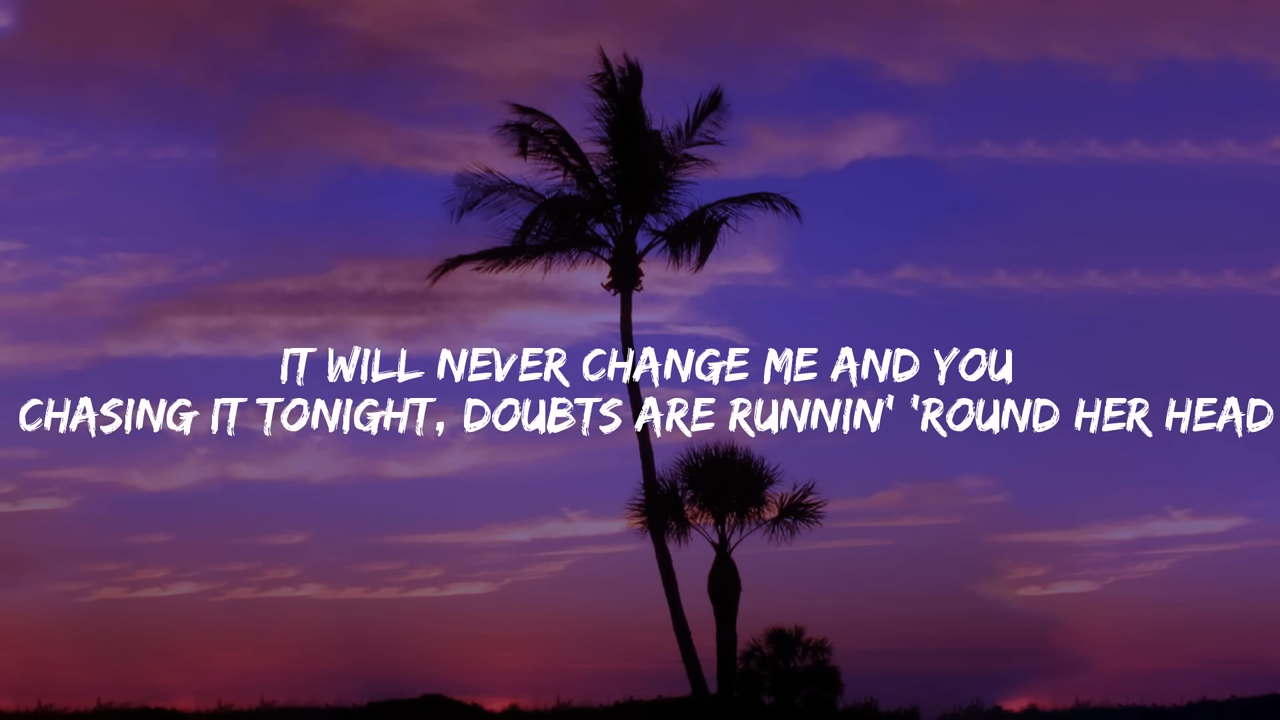 IT WILL NEVER CHANGE ME AND YOU
CHASING IT TONIGHT, DOUBTS ARE RUNNIN' 'ROUND HER HEAD